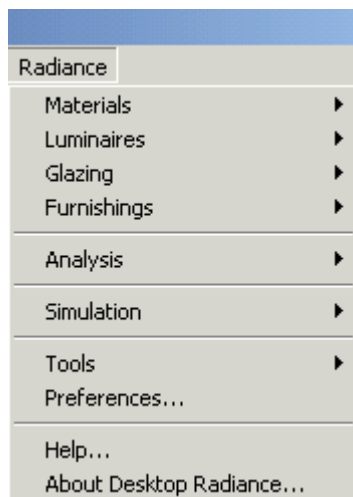 Radiance
Materials
Luminaires
Glazing
Furnishings
Analysis
Simulation
Tools
Preferences...
Help...
About Desktop Radiance...